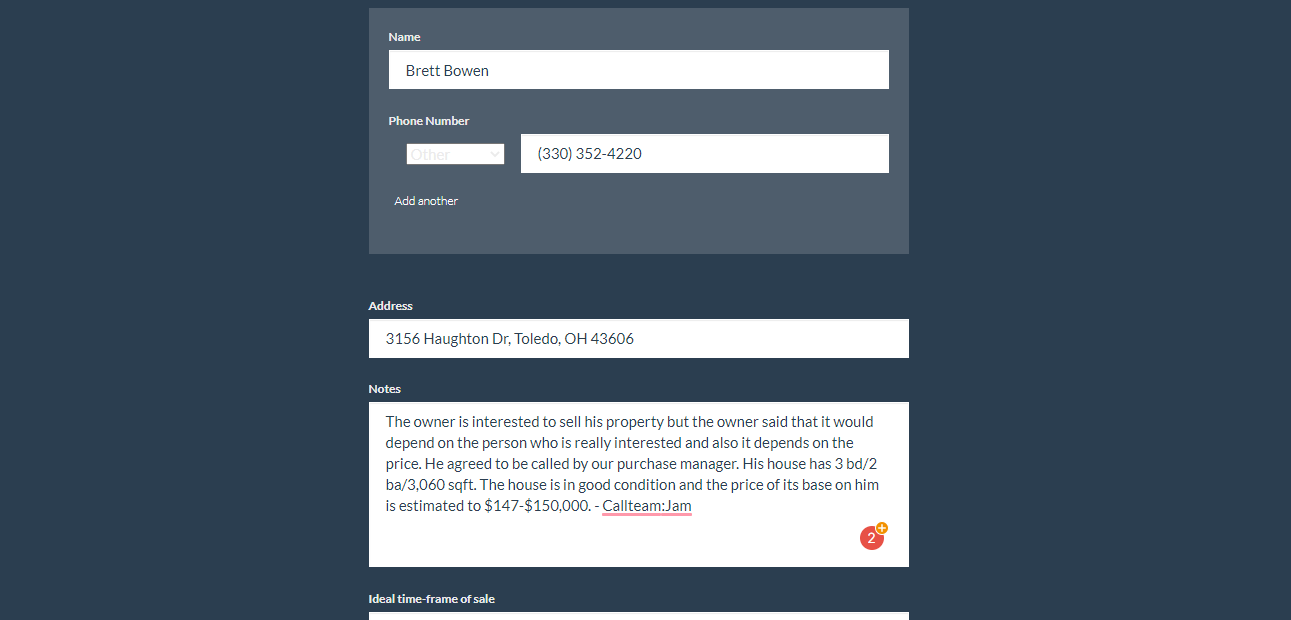 Name
Brett Bowen
Phone Number
Other
(330) 352-4220
Add another
Address
3156 Haughton Dr, Toledo, OH 43606
Notes
The owner is interested to sell his property but the owner said that it would
depend on the person who is really interested and also it depends on the
price. He agreed to be called by our purchase manager. His house has 3 bd/2
ba/3,060 sqft. The house is in good condition and the price of its base on him
is estimated to $147-$150,000. - Callteam:Jam
2
Ideal time-frame of sale